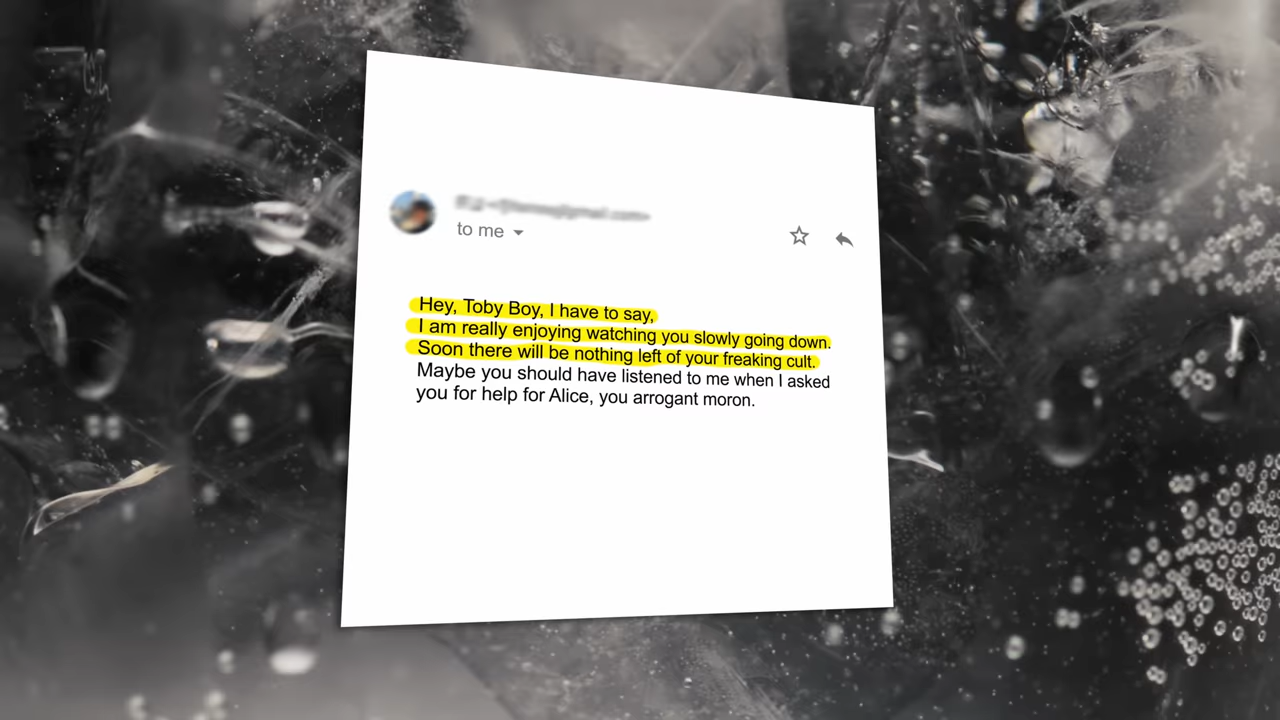 to me
Hey, Toby Boy, I have to say,
I am really enjoying watching you slowly going down.
Soon there will be nothing left of your freaking cult.
Maybe you should have listened to me when I asked
you for help for Alice, you arrogant moron.